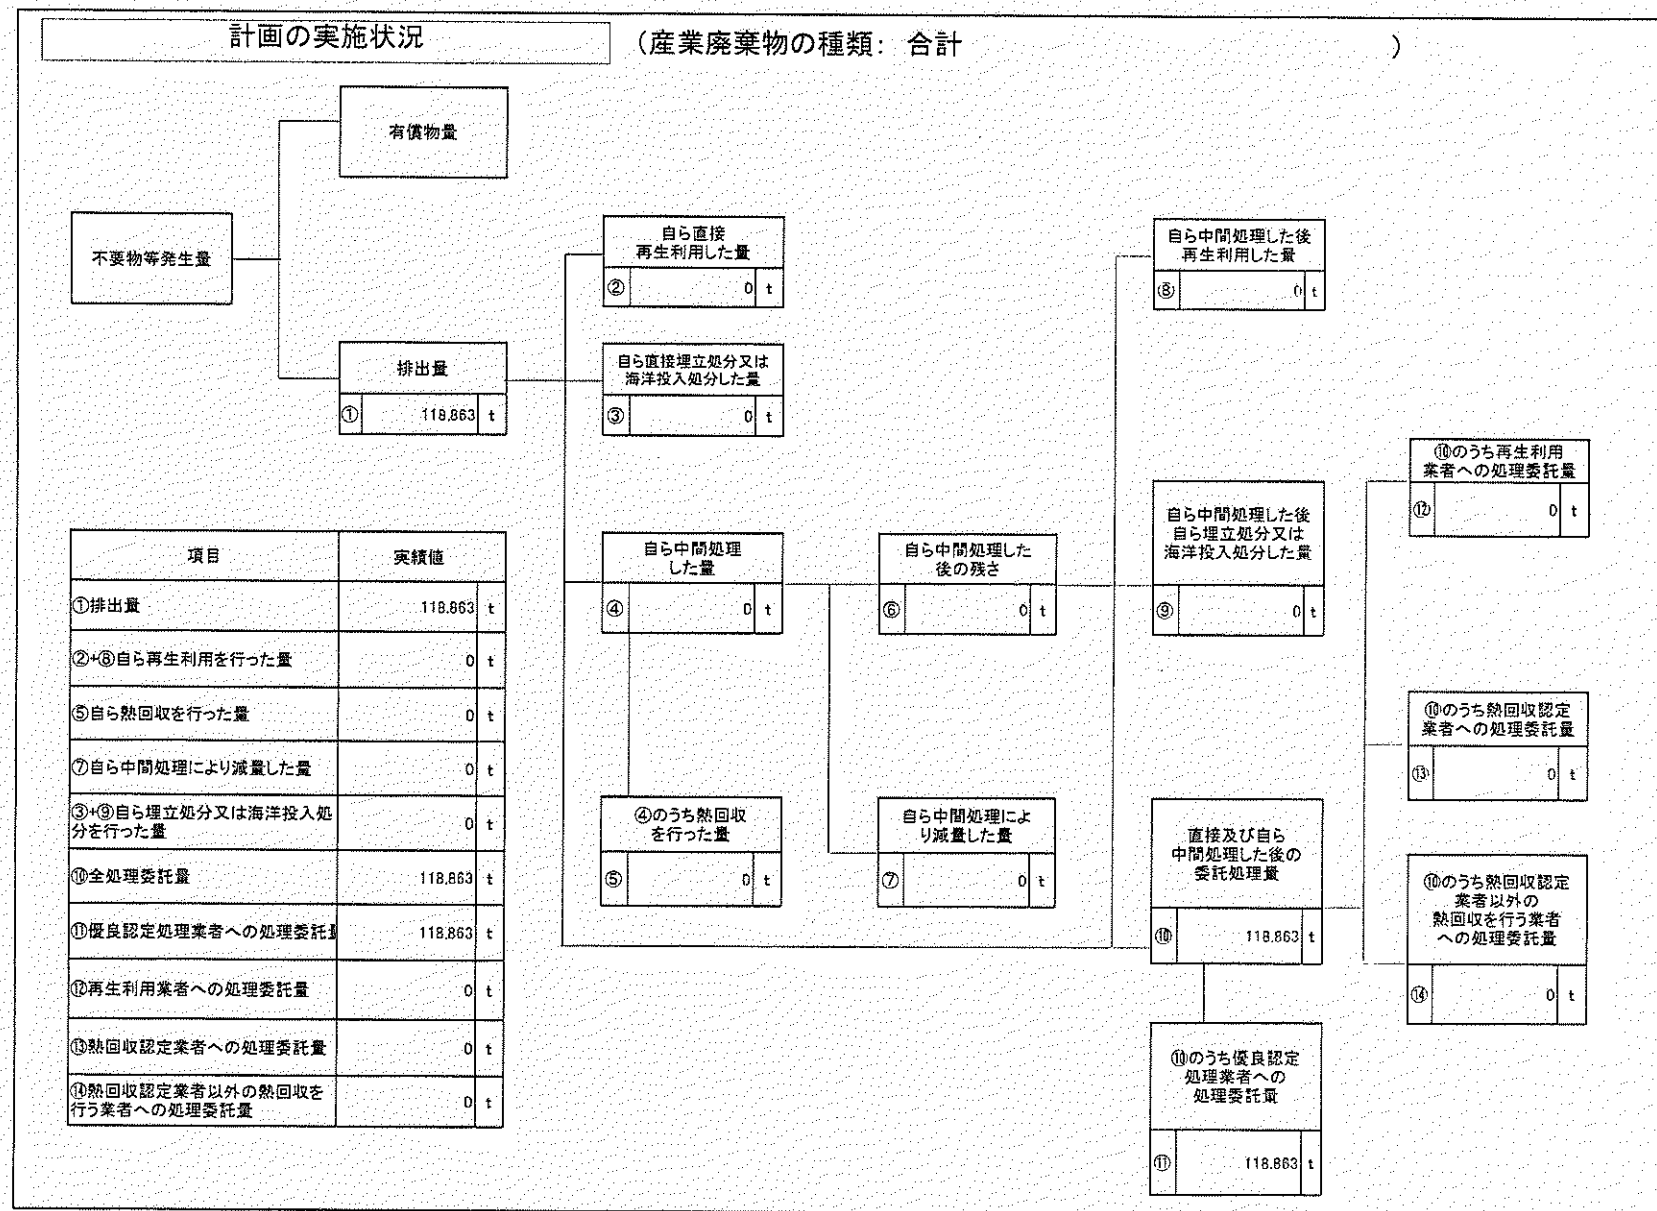 計画の実施状況
(産業廃棄物の種類: 合計 )
有償物量
不要物等発生量
排出量
① 118.863 t
自ら直接
再生利用した量
② 0 t
自ら直接埋立処分又は
海洋投入処分した量
③ 0 t
自ら中間処理
した量
④ 0 t
④のうち熱回収
を行った量
⑤ 0 t
自ら中間処理した
後の残さ
⑥ 0 t
自ら中間処理によ
り減量した量
⑦ 0 t
自ら中間処理した後
再生利用した量
⑧ 0 t
自ら中間処理した後
自ら埋立処分又は
海洋投入処分した量
⑨ 0 t
直接及び自ら
中間処理した後の
委託処理量
⑩ 118.863 t
⑩のうち優良認定
処理業者への
処理委託量
⑪ 118.863 t
⑩のうち再生利用
業者への処理委託量
⑫ 0 t
⑩のうち熱回収認定
業者への処理委託量
⑬ 0 t
⑩のうち熱回収認定
業者以外の
熱回収を行う業者
への処理委託量
⑭ 0 t
項目 実績値
①排出量 118.863 t
②+⑧自ら再生利用を行った量 0 t
⑤自ら熱回収を行った量 0 t
⑦自ら中間処理により減量した量 0 t
③+⑨自ら埋立処分又は海洋投入処
分を行った量 0 t
⑩全処理委託量 118.863 t
⑪優良認定処理業者への処理委託量 118.863 t
⑫再生利用業者への処理委託量 0 t
⑬熱回収認定業者への処理委託量 0 t
⑭熱回収認定業者以外の熱回収を
行う業者への処理委託量 0 t